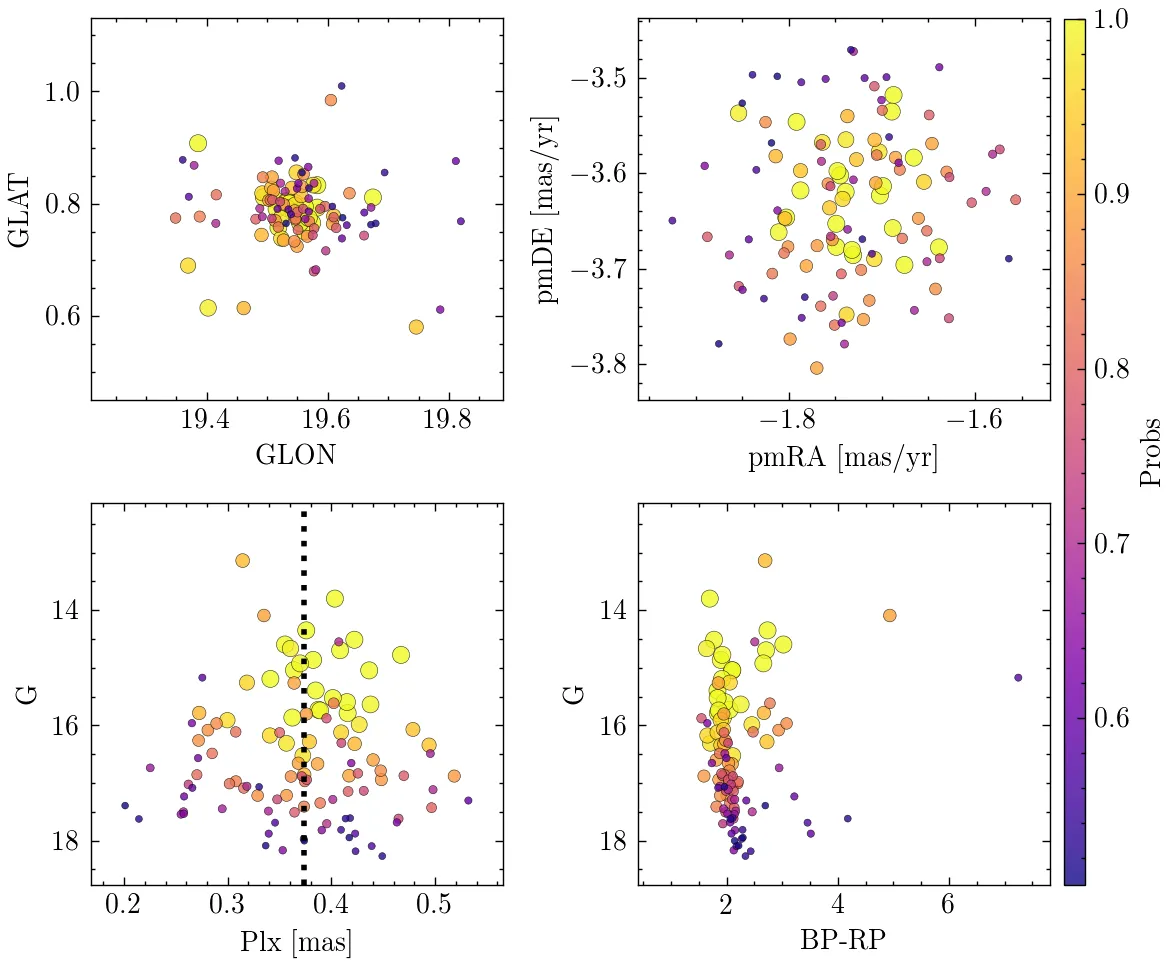 1.0
0.8
0.6
GLAT
19.4 19.6 19.8
GLON
−3.5
−3.6
−3.7
−3.8
pmDE [mas/yr]
−1.8 −1.6
pmRA [mas/yr]
1.0
0.9
0.8
0.7
0.6
Probs
14
16
18
G
0.2 0.3 0.4 0.5
Plx [mas]
14
16
18
G
2 4 6
BP-RP